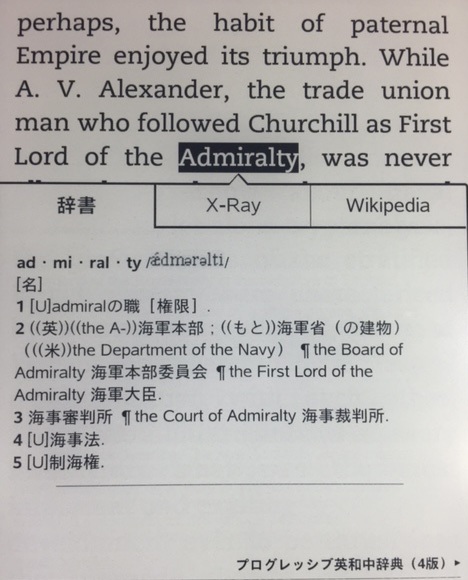 perhaps, the habit of paternal
Empire enjoyed its triumph. While
A. V. Alexander, the trade union
man who followed Churchill as First
Lord of the Admiralty, was never
辞書
X-Ray
Wikipedia
ad・mi・ral・ty /ǽdmərəlti/
[名]
1 [U]admiralの職［権限］.
2 ((英))((the A-))海軍本部；((もと))海軍省（の建物）
（((米))the Department of the Navy） ¶ the Board of
Admiralty 海軍本部委員会 ¶ the First Lord of the
Admiralty 海軍大臣.
3 海事審判所 ¶ the Court of Admiralty 海事裁判所.
4 [U]海事法.
5 [U]制海権.
プログレッシブ英和中辞典（4版）▸